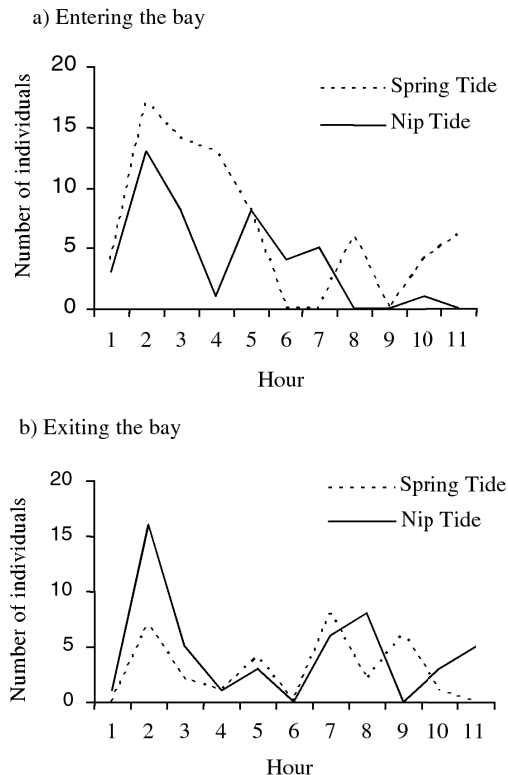 a) Entering the bay
20
15
10
5
0
Number of individuals
Spring Tide
Nip Tide
1 2 3 4 5 6 7 8 9 10 11
Hour
b) Exiting the bay
20
15
10
5
0
Number of individuals
Spring Tide
Nip Tide
1 2 3 4 5 6 7 8 9 10 11
Hour